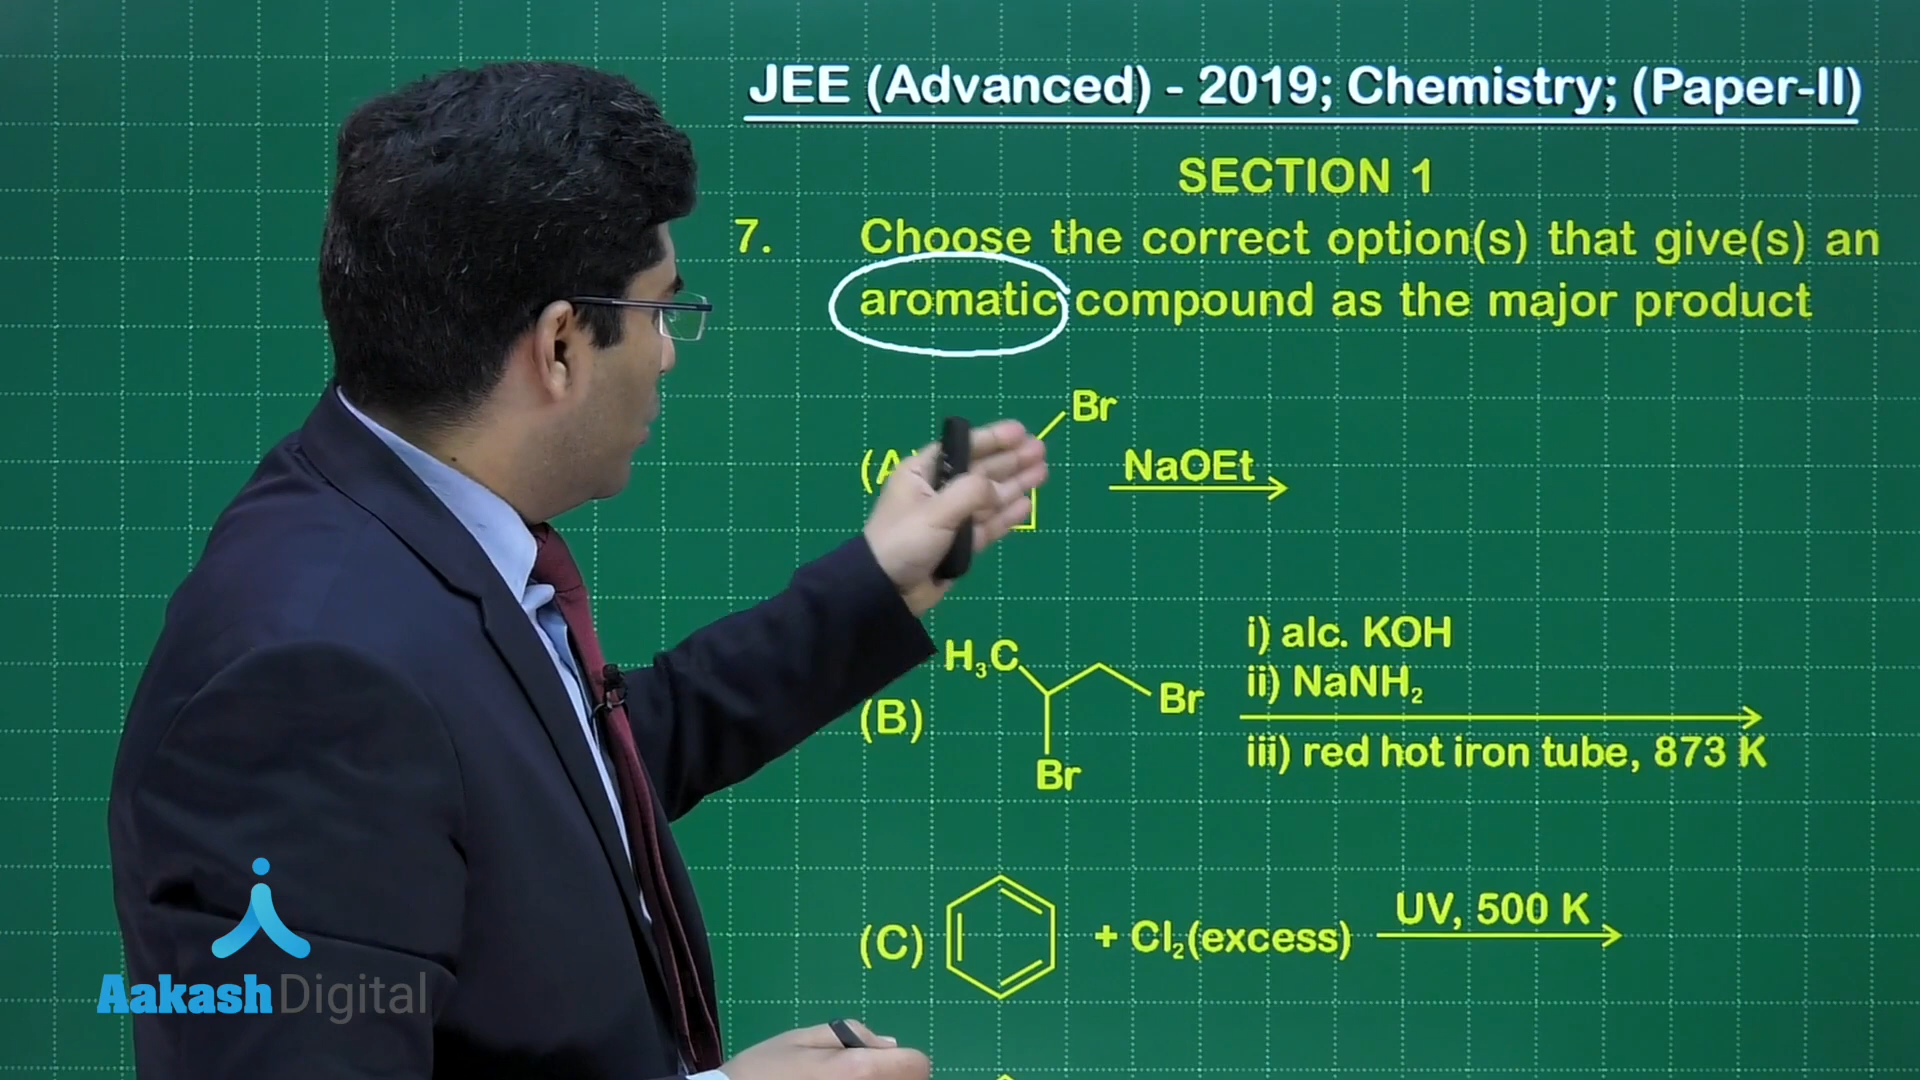 JEE (Advanced) - 2019; Chemistry; (Paper-II)
SECTION 1
7. Choose the correct option(s) that give(s) an
aromatic compound as the major product
Br
(A) NaOEt
H₃C
i) alc. KOH
ii) NaNH₂
Br
(B)
iii) red hot iron tube, 873 K
Br
UV, 500 K
(C) + Cl₂(excess)
Aakash Digital